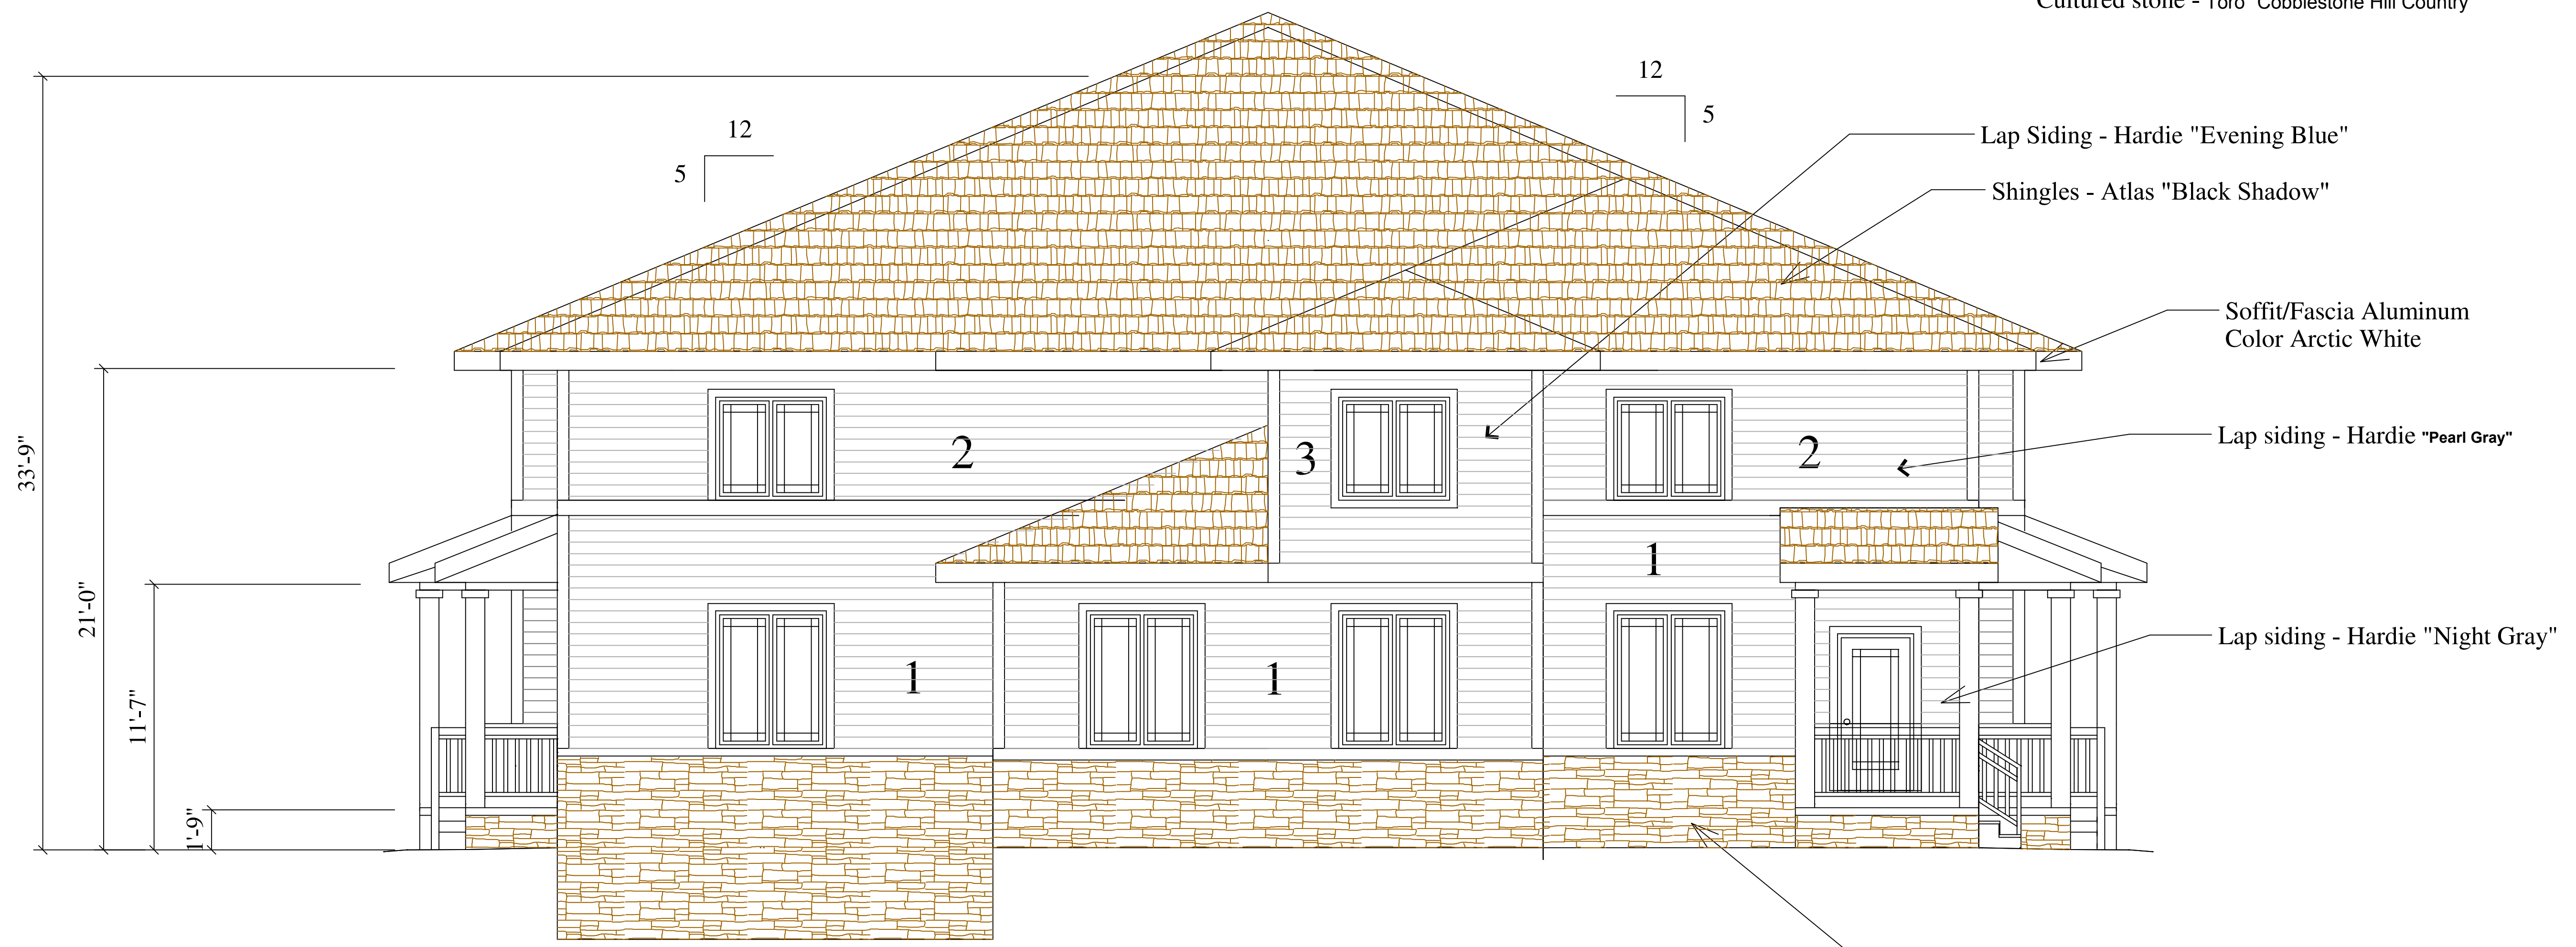 Cultured stone - Toro Cobblestone Hill Country
12
5
12
5
Lap Siding - Hardie "Evening Blue"
Shingles - Atlas "Black Shadow"
Soffit/Fascia Aluminum
Color Arctic White
33'-9"
2
3
2
Lap siding - Hardie "Pearl Gray"
21'-0"
1
11'-7"
1
1
Lap siding - Hardie "Night Gray"
1'-9"